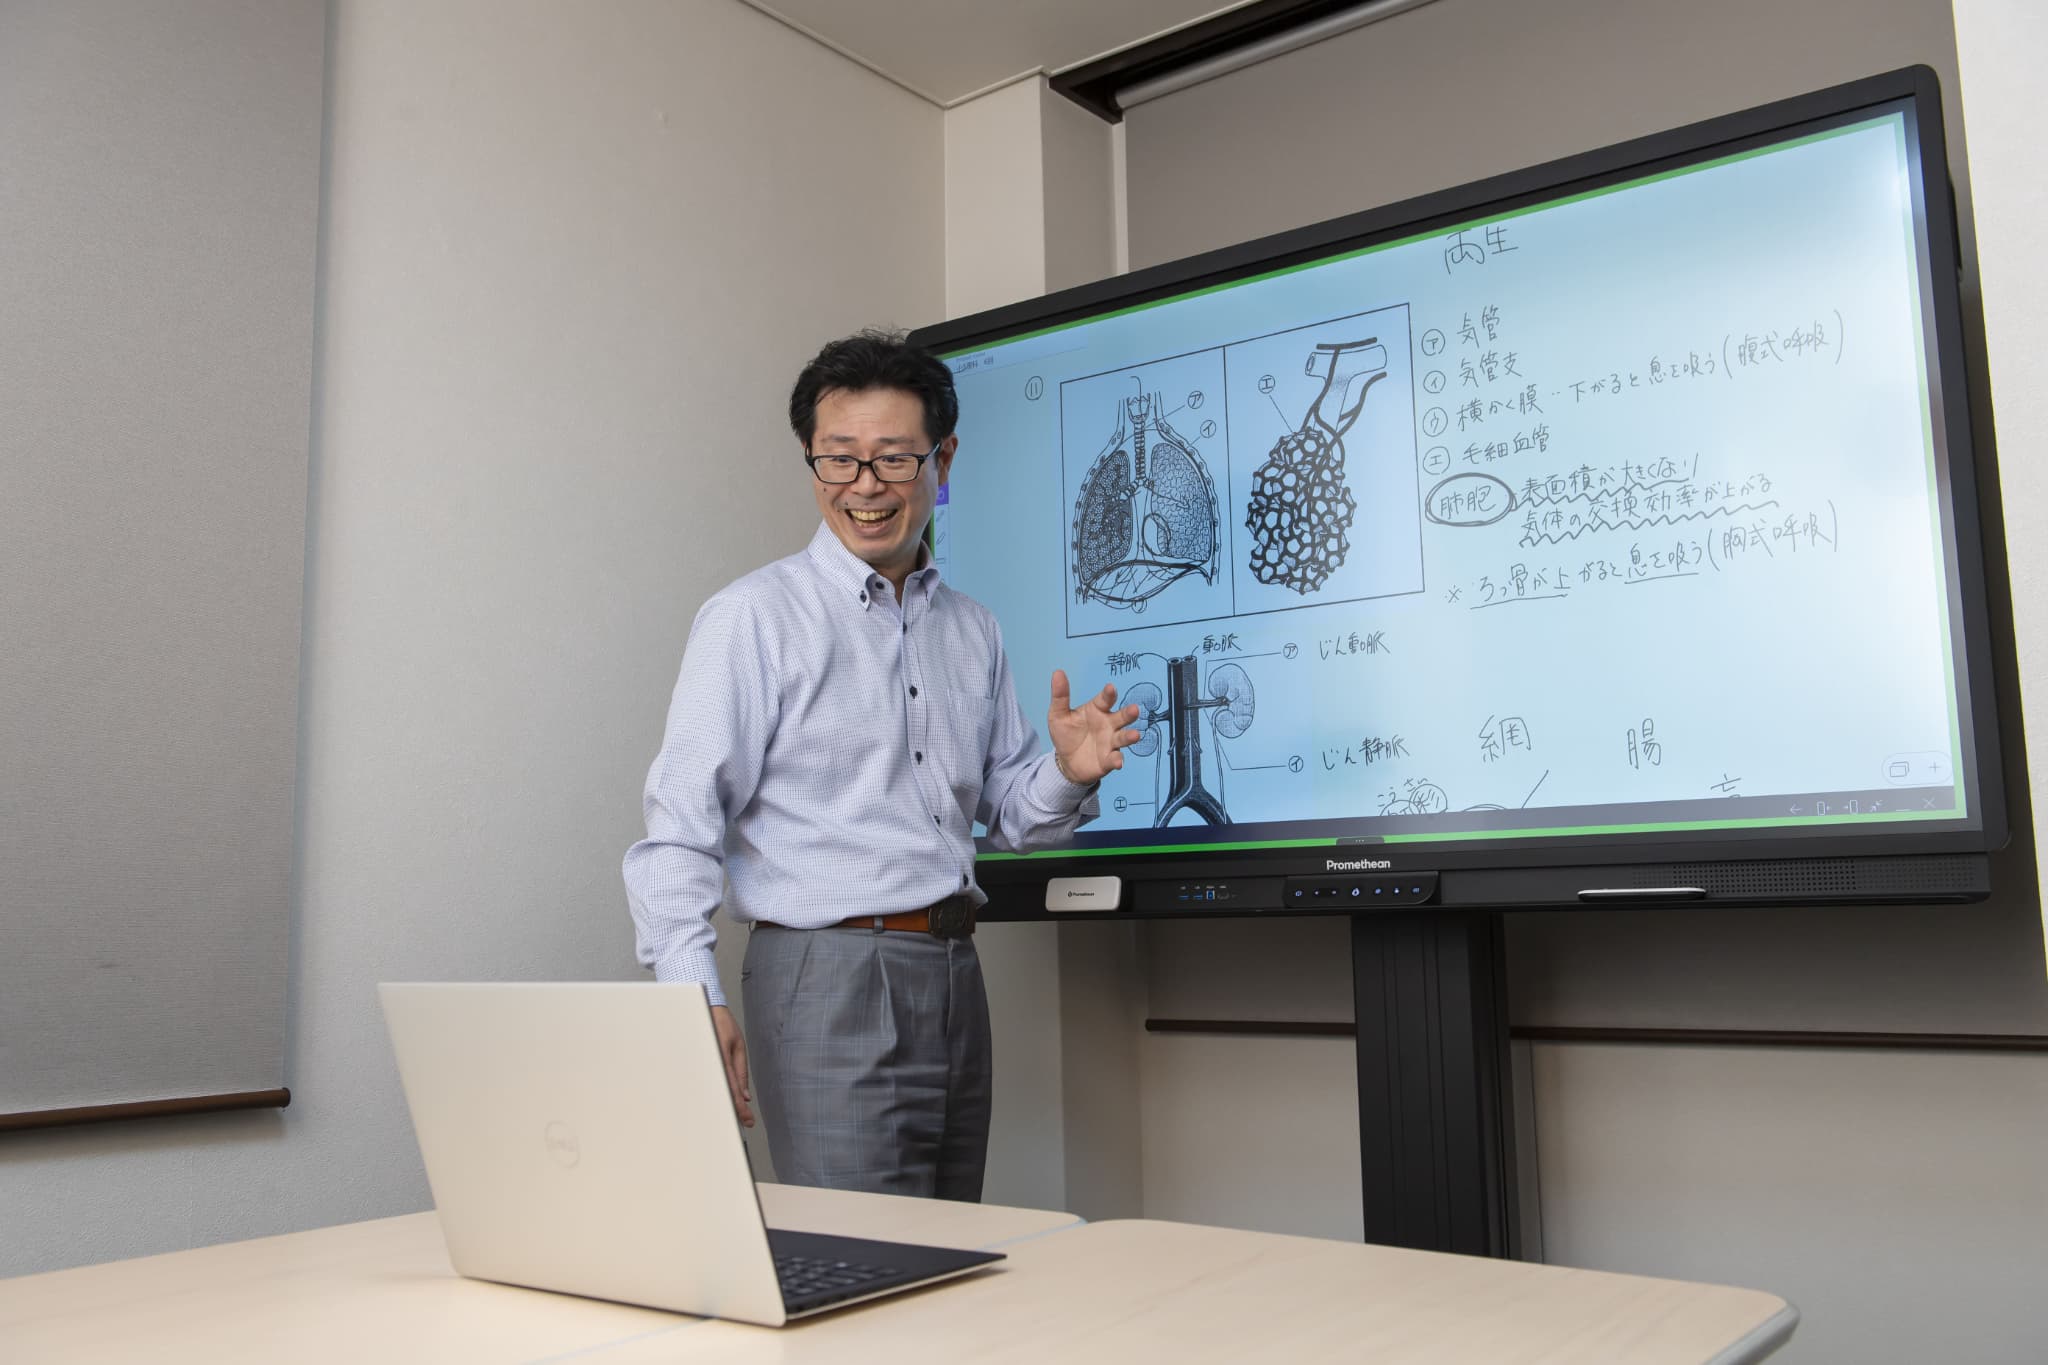 両生
11
ア 気管
イ 気管支
ウ 横かく膜…下がると息を吸う(腹式呼吸)
エ 毛細血管
肺胞 表面積が大きくなり
気体の交換効率が上がる
※ ろっ骨が上がると息を吸う(胸式呼吸)
ア
イ
ウ
エ
静脈
動脈
ア じん動脈
イ じん静脈
エ
網
腸
Promethean
Promethean
DELL